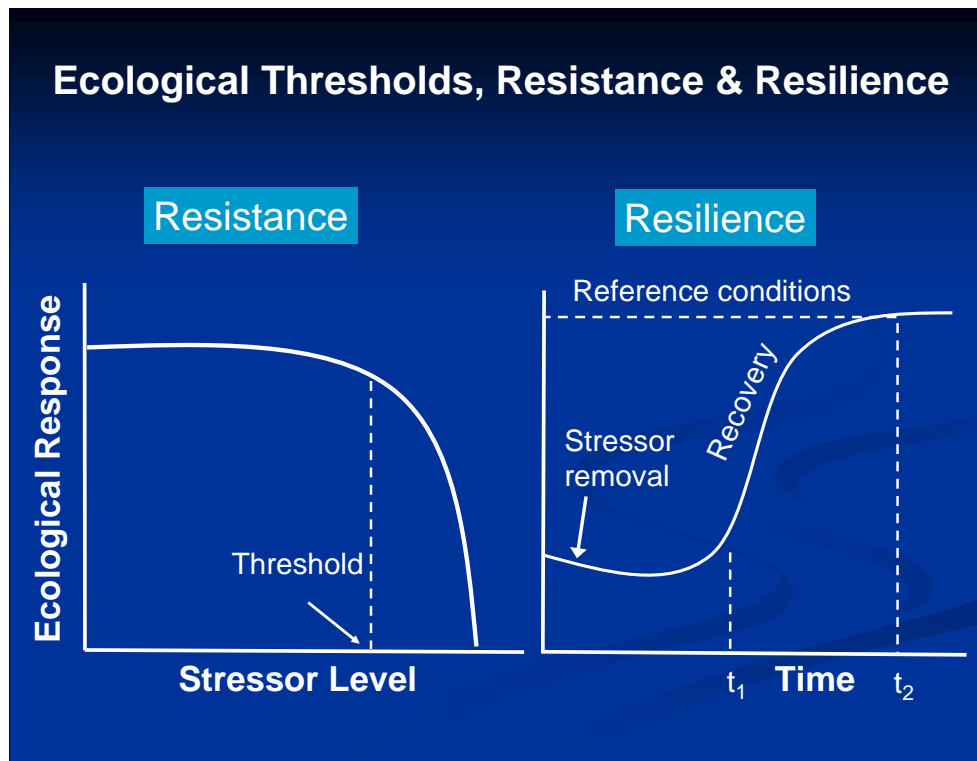 Ecological Thresholds, Resistance & Resilience
Resistance
Ecological Response
Threshold
Stressor Level
Resilience
Reference conditions
Recovery
Stressor
removal
t₁
Time
t₂